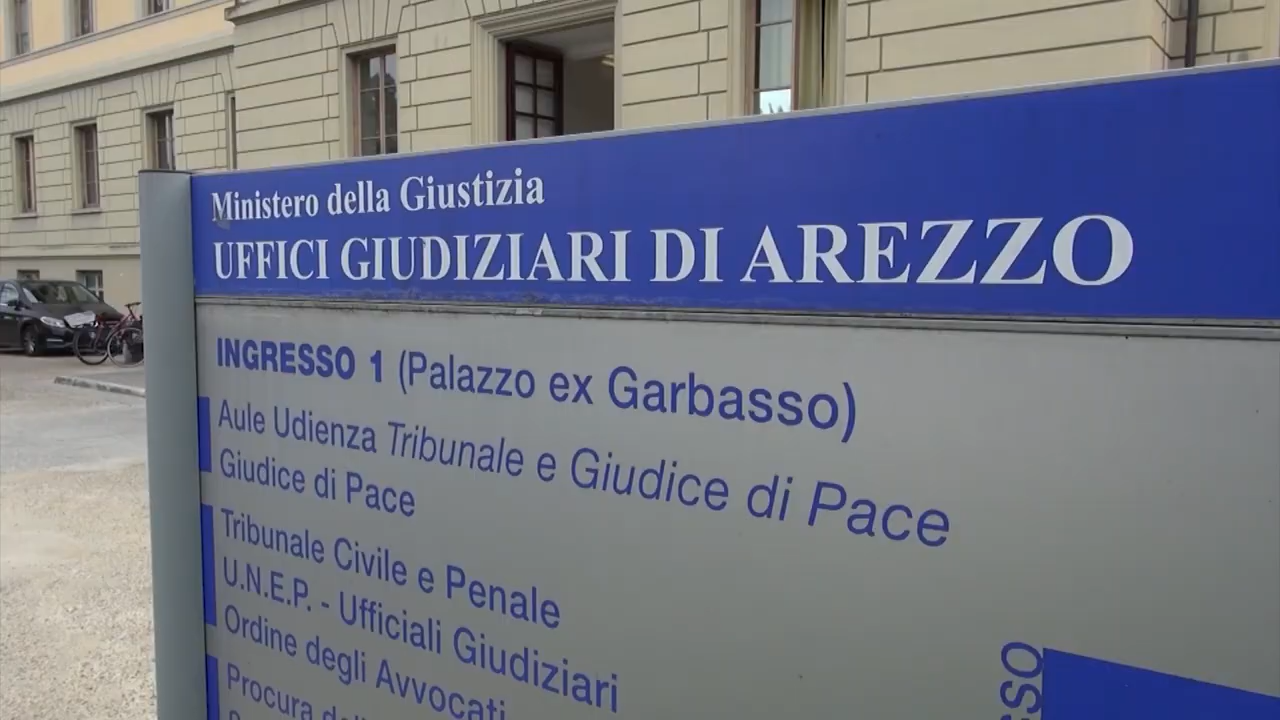 Ministero della Giustizia
UFFICI GIUDIZIARI DI AREZZO
INGRESSO 1 (Palazzo ex Garbasso)
Aule Udienza Tribunale e Giudice di Pace
Giudice di Pace
Tribunale Civile e Penale
U.N.E.P. - Ufficiali Giudiziari
Ordine degli Avvocati
Procura